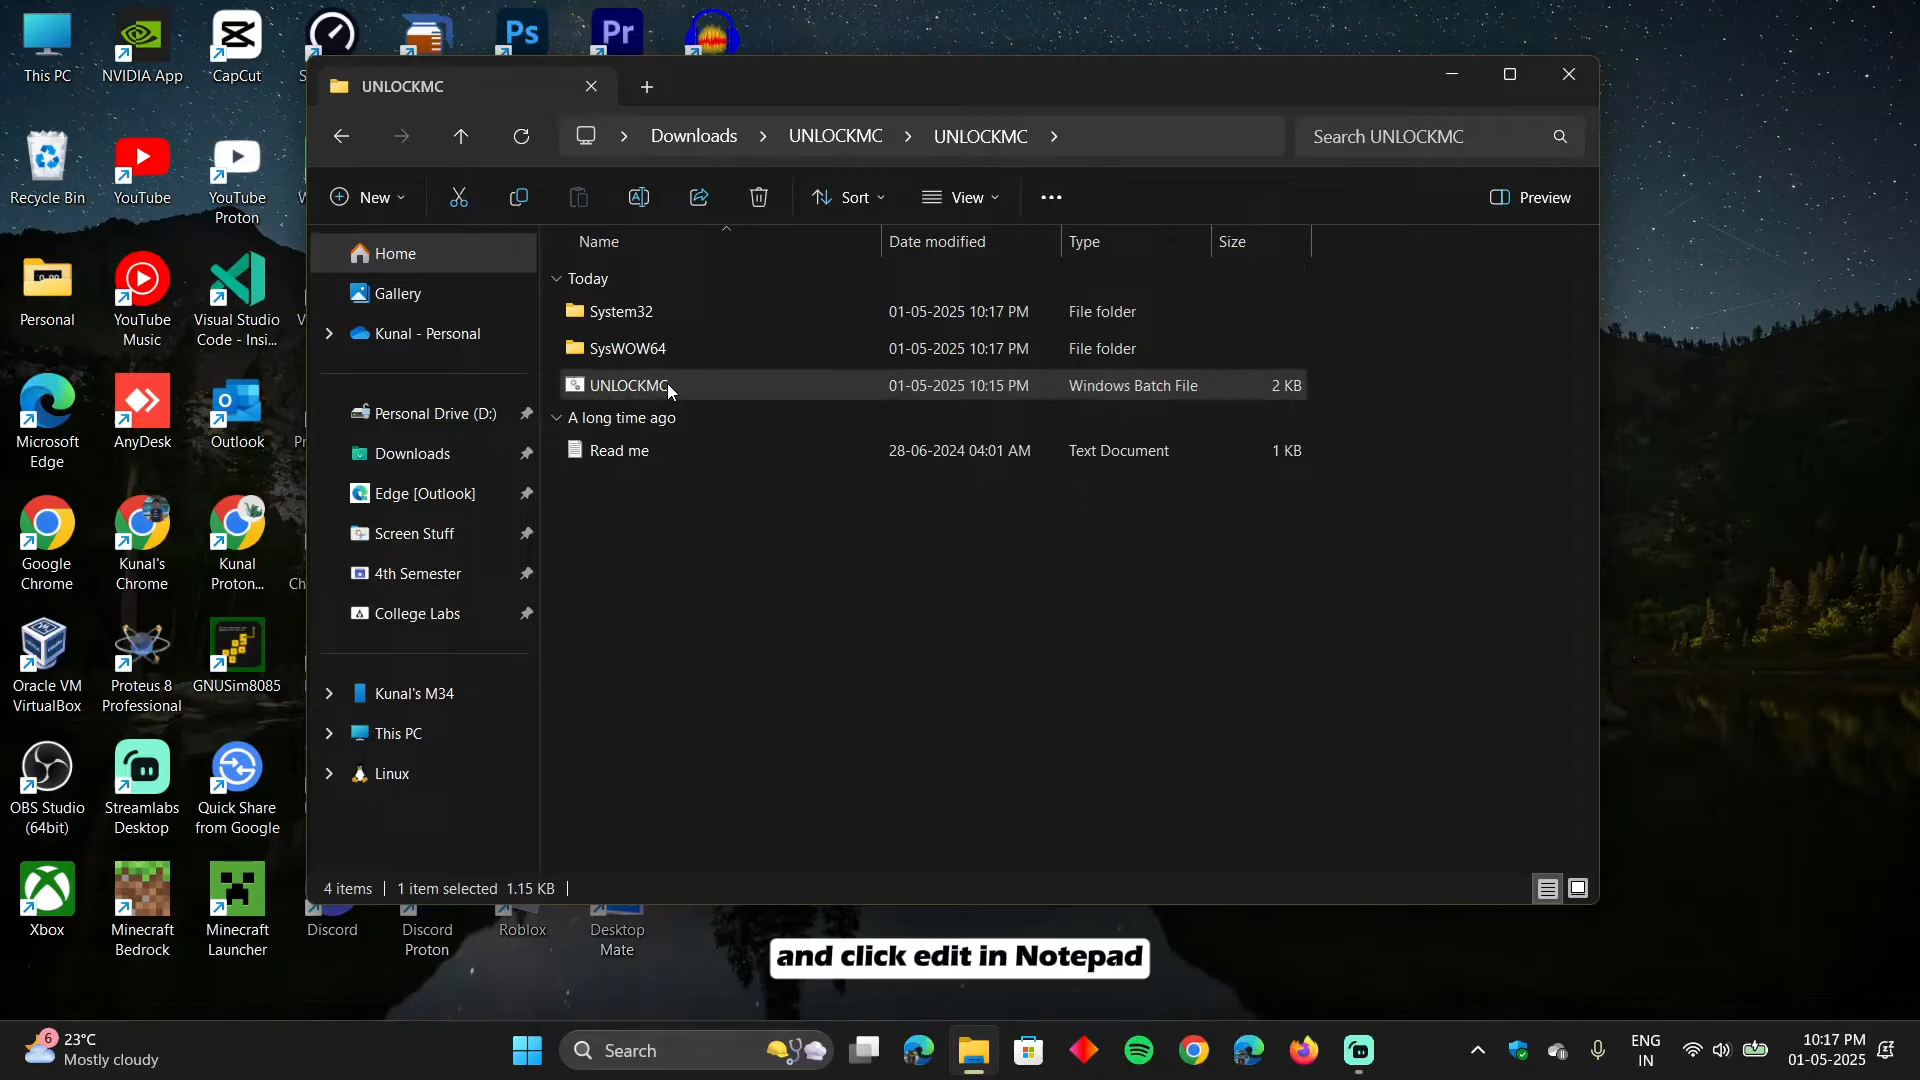 This PC
NVIDIA App
CapCut
Ps
Pr
UNLOCKMC
Downloads
UNLOCKMC
UNLOCKMC
Search UNLOCKMC
New
Sort
View
Preview
Recycle Bin
YouTube
YouTube
Proton
Home
Gallery
Kunal - Personal
Personal Drive (D:)
Downloads
Edge [Outlook]
Screen Stuff
4th Semester
College Labs
Kunal's M34
This PC
Linux
Name
Date modified
Type
Size
Today
System32
01-05-2025 10:17 PM
File folder
SysWOW64
01-05-2025 10:17 PM
File folder
UNLOCKMC
01-05-2025 10:15 PM
Windows Batch File
2 KB
A long time ago
Read me
28-06-2024 04:01 AM
Text Document
1 KB
4 items
1 item selected 1.15 KB
Personal
YouTube
Music
Visual Studio
Code - Insi...
Microsoft
Edge
AnyDesk
Outlook
Google
Chrome
Kunal's
Chrome
Kunal
Proton...
Oracle VM
VirtualBox
Proteus 8
Professional
GNUSim8085
OBS Studio
(64bit)
Streamlabs
Desktop
Quick Share
from Google
Xbox
Minecraft
Bedrock
Minecraft
Launcher
Discord
Discord
Proton
Roblox
Desktop
Mate
and click edit in Notepad
6
23°C
Mostly cloudy
Search
ENG
IN
10:17 PM
01-05-2025